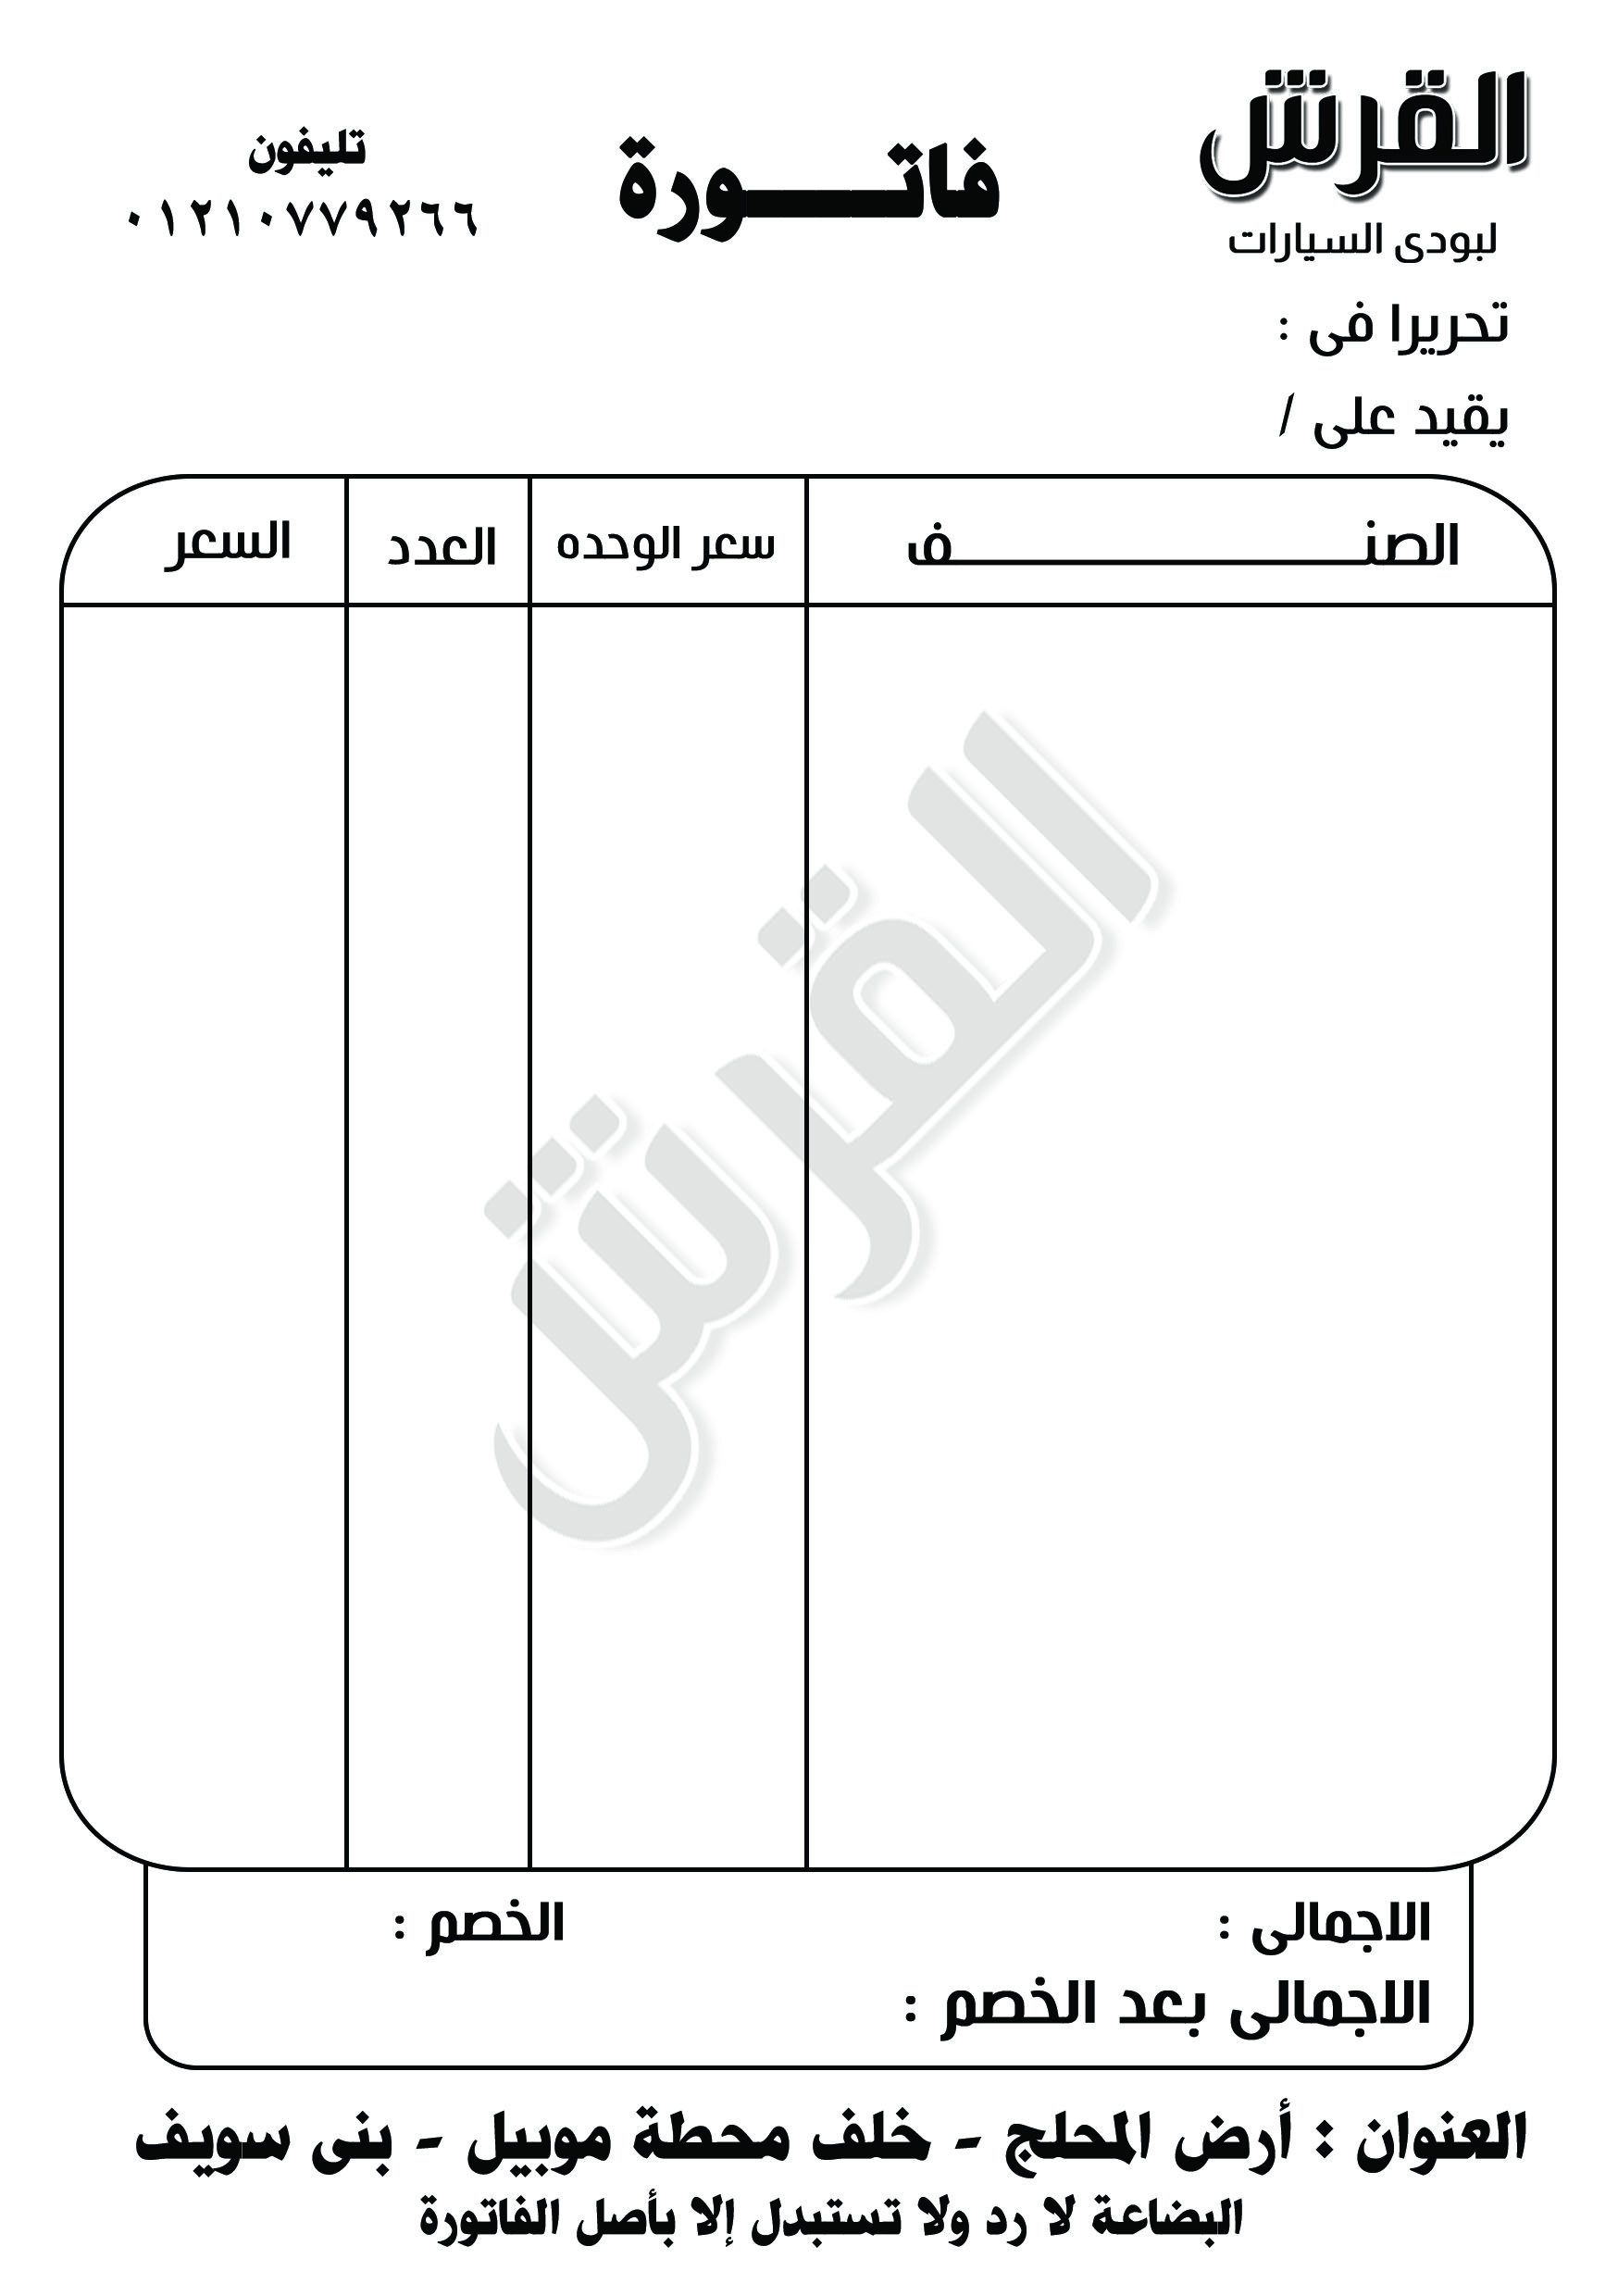 القرش
لبودى السيارات
فاتـــــورة
تليفون
٠١٢١٠٧٧٩٢٦٦
تحريرا فى :
يقيد على /
الصنــــــــــــــف	سعر الوحده	العدد	السعر
القرش
الاجمالى :	الخصم :
الاجمالى بعد الخصم :
العنوان : أرض المحلج - خلف محطة موبيل - بنى سويف
البضاعة لا رد ولا تستبدل إلا بأصل الفاتورة